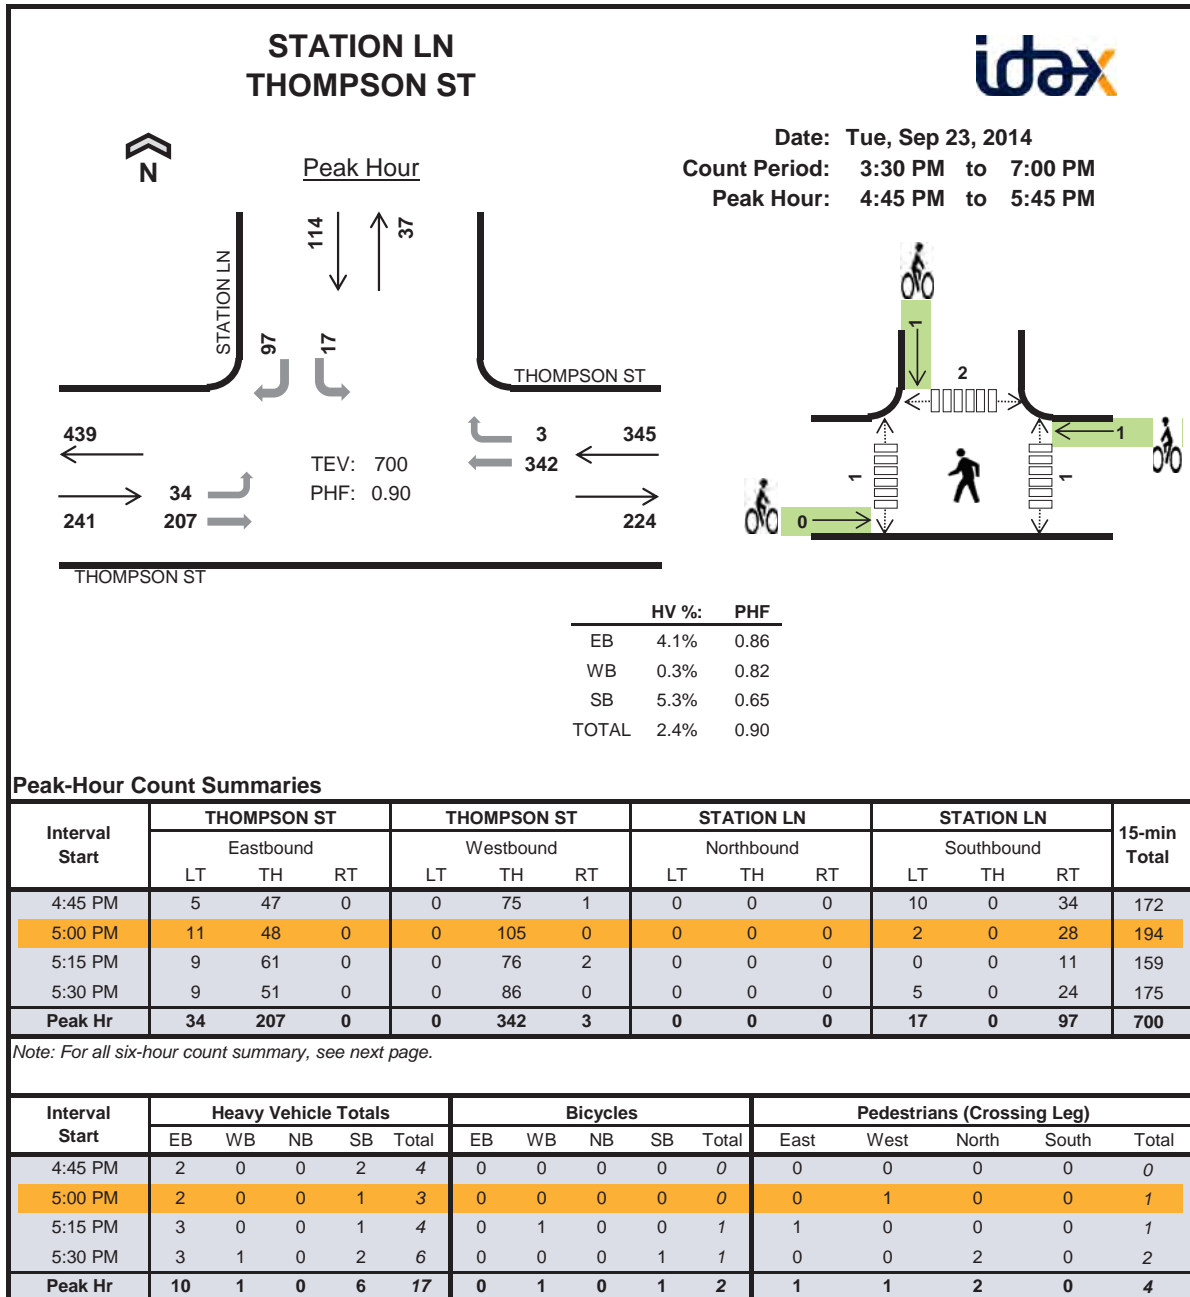 STATION LN
THOMPSON ST
idax
Date: Tue, Sep 23, 2014
Count Period: 3:30 PM to 7:00 PM
Peak Hour: 4:45 PM to 5:45 PM
N
Peak Hour
114
37
STATION LN
97
17
THOMPSON ST
439
3
345
342
TEV: 700
PHF: 0.90
34
241
207
224
THOMPSON ST
1
2
1
1
1
0
HV %: PHF
EB 4.1% 0.86
WB 0.3% 0.82
SB 5.3% 0.65
TOTAL 2.4% 0.90
Peak-Hour Count Summaries
Interval Start THOMPSON ST THOMPSON ST STATION LN STATION LN 15-min Total
Eastbound Westbound Northbound Southbound
LT TH RT LT TH RT LT TH RT LT TH RT
4:45 PM 5 47 0 0 75 1 0 0 0 10 0 34 172
5:00 PM 11 48 0 0 105 0 0 0 0 2 0 28 194
5:15 PM 9 61 0 0 76 2 0 0 0 0 0 11 159
5:30 PM 9 51 0 0 86 0 0 0 0 5 0 24 175
Peak Hr 34 207 0 0 342 3 0 0 0 17 0 97 700
Note: For all six-hour count summary, see next page.
Interval Start Heavy Vehicle Totals Bicycles Pedestrians (Crossing Leg)
EB WB NB SB Total EB WB NB SB Total East West North South Total
4:45 PM 2 0 0 2 4 0 0 0 0 0 0 0 0 0 0
5:00 PM 2 0 0 1 3 0 0 0 0 0 0 1 0 0 1
5:15 PM 3 0 0 1 4 0 1 0 0 1 1 0 0 0 1
5:30 PM 3 1 0 2 6 0 0 0 1 1 0 0 2 0 2
Peak Hr 10 1 0 6 17 0 1 0 1 2 1 1 2 0 4